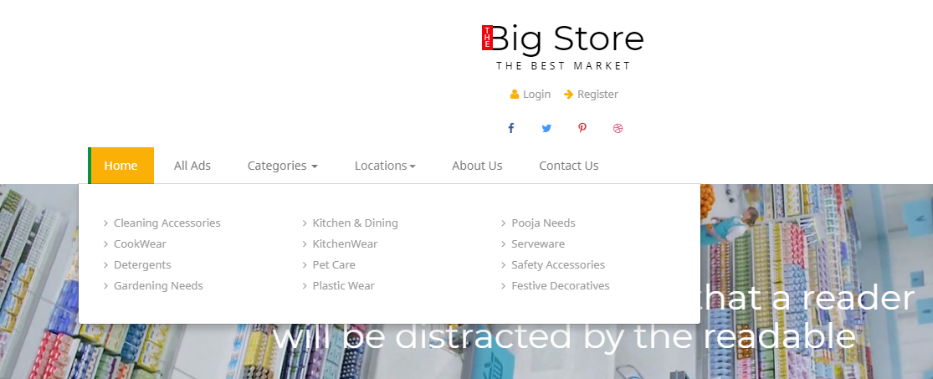 THE
Big Store
THE BEST MARKET
Login Register
Home All Ads Categories Locations About Us Contact Us
Cleaning Accessories Kitchen & Dining Pooja Needs
CookWear KitchenWear Serveware
Detergents Pet Care Safety Accessories
Gardening Needs Plastic Wear Festive Decoratives
that a reader
will be distracted by the readable